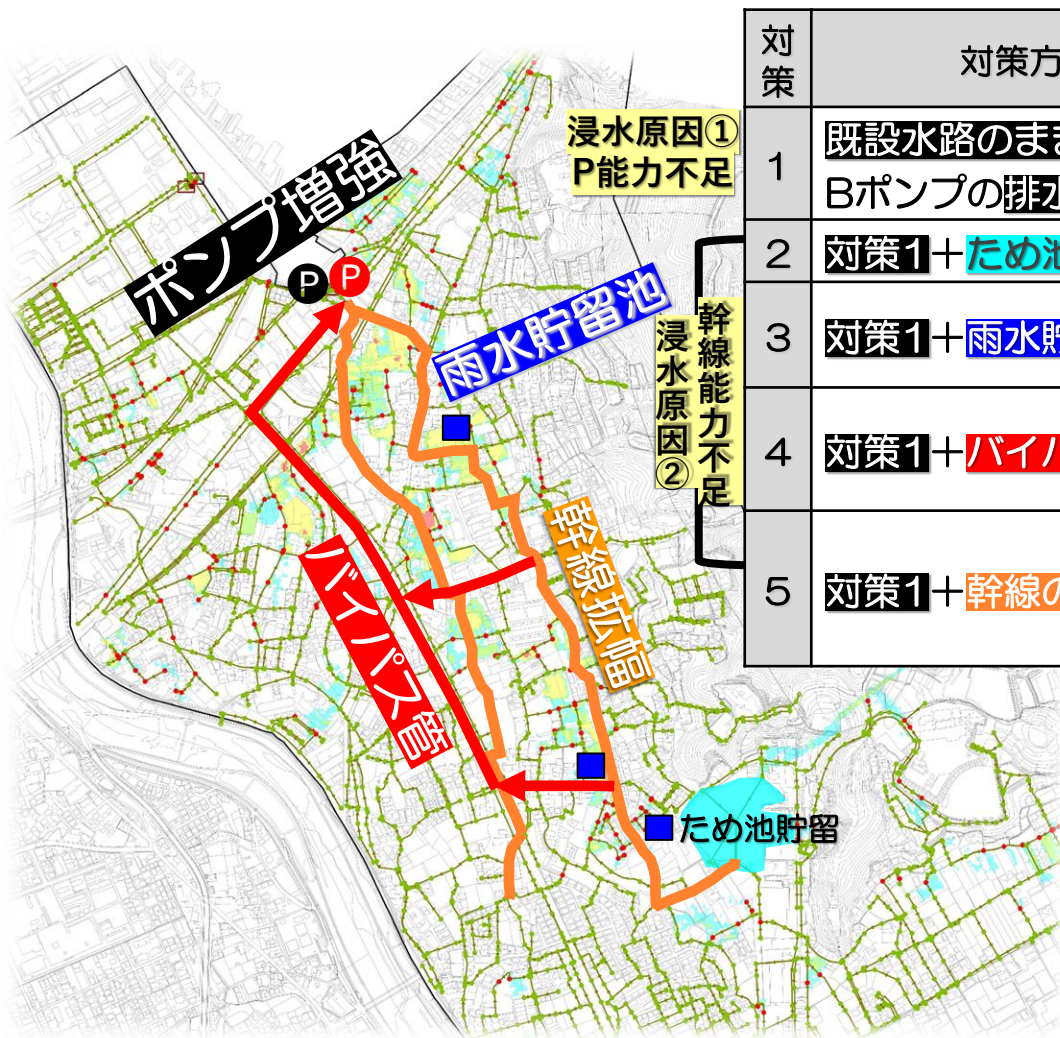 対策
対策方
1
既設水路のまま
Bポンプの排水
2
対策1＋ため池
3
対策1＋雨水貯
4
対策1＋バイパ
5
対策1＋幹線の
浸水原因①
P能力不足
幹線能力不足
浸水原因②
ポンプ増強
P
P
雨水貯留池
幹線拡幅
バイパス管
ため池貯留